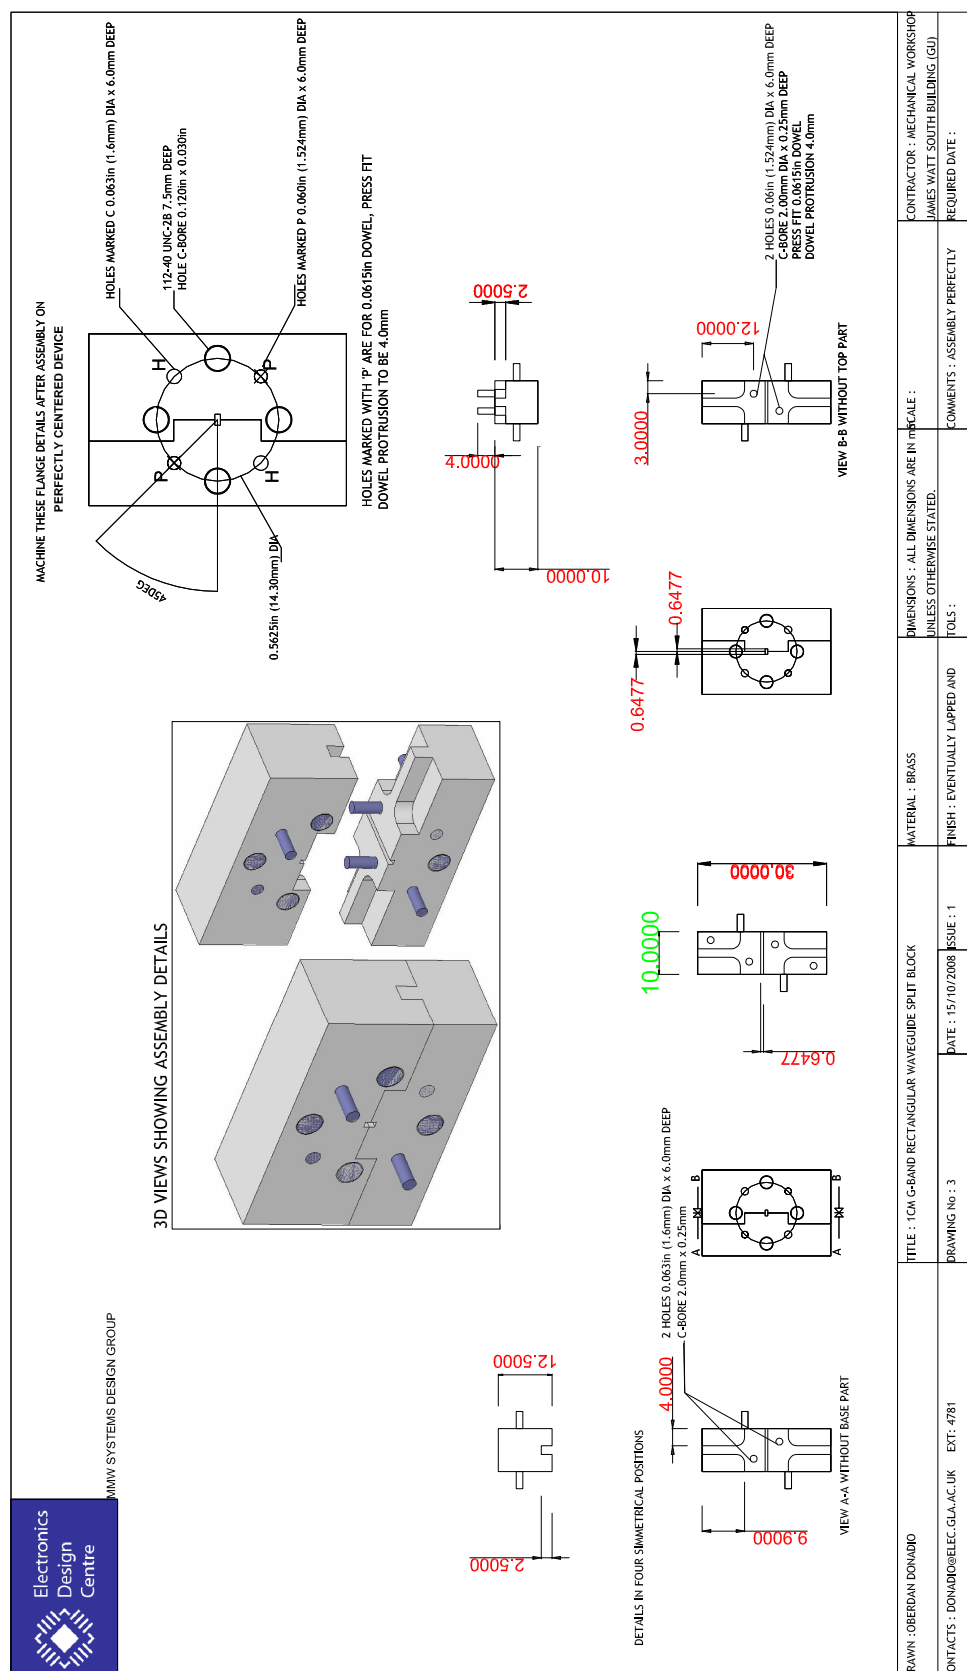 Electronics
Design
Centre
MMW SYSTEMS DESIGN GROUP
3D VIEWS SHOWING ASSEMBLY DETAILS
MACHINE THESE FLANGE DETAILS AFTER ASSEMBLY ON
PERFECTLY CENTERED DEVICE
HOLES MARKED C 0.063in (1.6mm) DIA x 6.0mm DEEP
112-40 UNC-2B 7.5mm DEEP
HOLE C-BORE 0.120in x 0.030in
HOLES MARKED P 0.060in (1.524mm) DIA x 6.0mm DEEP
H
P
P
H
45DEG
0.5625in (14.30mm) DIA
HOLES MARKED WITH 'P' ARE FOR 0.0615in DOWEL, PRESS FIT
DOWEL PROTRUSION TO BE 4.0mm
12.5000
2.5000
2.5000
4.0000
10.0000
DETAILS IN FOUR SIMMETRICAL POSITIONS
2 HOLES 0.063in (1.6mm) DIA x 6.0mm DEEP
C-BORE 2.0mm x 0.25mm
4.0000
9.9000
VIEW A-A WITHOUT BASE PART
A
B
A
B
10.0000
30.0000
0.6477
0.6477
0.6477
2 HOLES 0.06in (1.524mm) DIA x 6.0mm DEEP
C-BORE 2.00mm DIA x 0.25mm DEEP
PRESS FIT 0.0615in DOWEL
DOWEL PROTRUSION 4.0mm
12.0000
3.0000
VIEW B-B WITHOUT TOP PART
RAWN :OBERDAN DONADIO
ONTACTS : DONADIO@ELEC.GLA.AC.UK EXT: 4781
TITLE : 1CM G-BAND RECTANGULAR WAVEGUIDE SPLIT BLOCK
DRAWING No : 3
DATE : 15/10/2008
ISSUE : 1
MATERIAL : BRASS
FINISH : EVENTUALLY LAPPED AND
DIMENSIONS : ALL DIMENSIONS ARE IN
UNLESS OTHERWISE STATED.
TOLS :
SCALE :
COMMENTS : ASSEMBLY PERFECTLY
CONTRACTOR : MECHANICAL WORKSHOP
JAMES WATT SOUTH BUILDING (GU)
REQUIRED DATE :